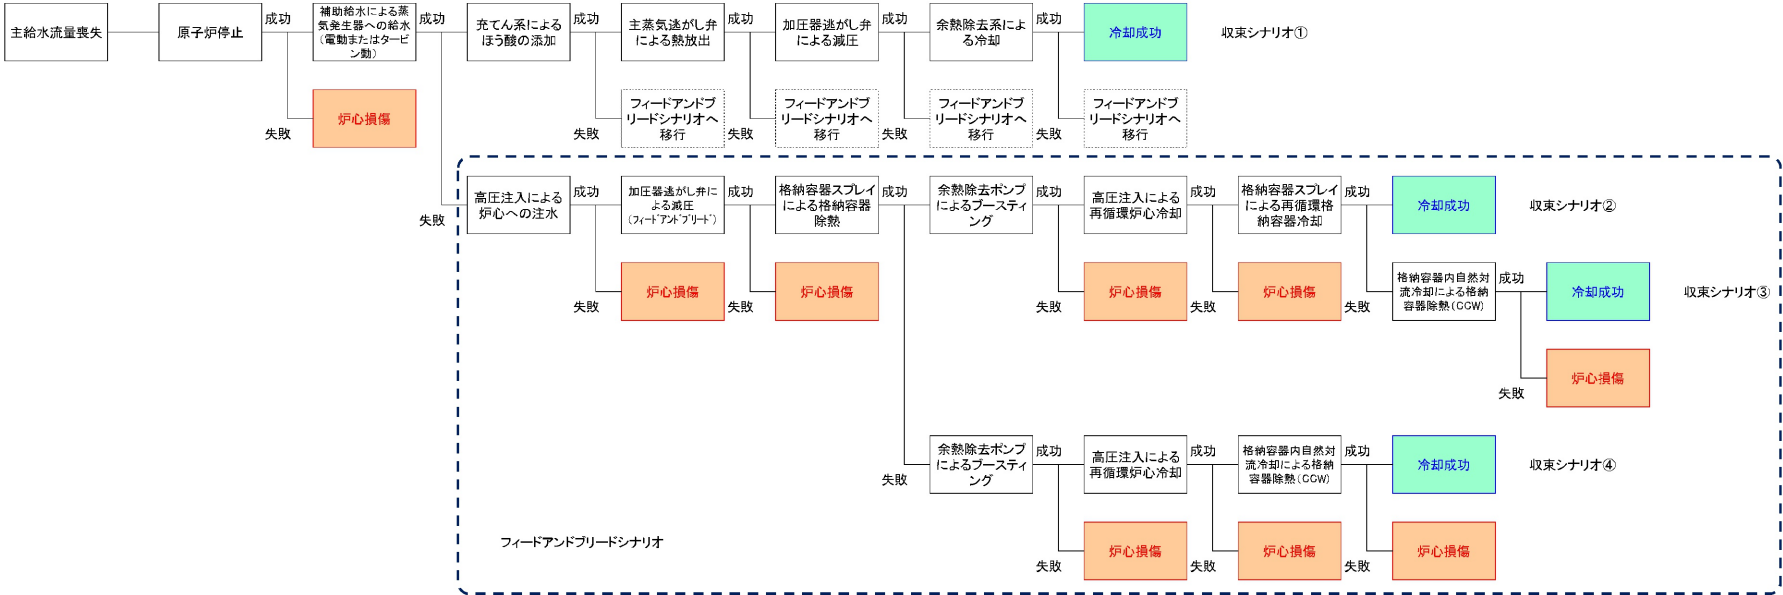 主給水流量喪失
原子炉停止
成功
補助給水による蒸
気発生器への給水
(電動またはタービ
ン動)
成功
充てん系による
ほう酸の添加
成功
主蒸気逃がし弁
による熱放出
成功
加圧器逃がし弁
による減圧
成功
余熱除去系によ
る冷却
成功
冷却成功
収束シナリオ①
失敗
炉心損傷
失敗
フィードアンドブ
リードシナリオへ
移行
失敗
フィードアンドブ
リードシナリオへ
移行
失敗
フィードアンドブ
リードシナリオへ
移行
失敗
フィードアンドブ
リードシナリオへ
移行
失敗
高圧注入による
炉心への注水
成功
加圧器逃がし弁に
よる減圧
(フィードアンドブリード)
成功
格納容器スプレイ
による格納容器
除熱
成功
余熱除去ポンプ
によるブースティ
ング
成功
高圧注入による
再循環炉心冷却
成功
格納容器スプレイ
による再循環格
納容器冷却
成功
冷却成功
収束シナリオ②
失敗
炉心損傷
失敗
炉心損傷
失敗
炉心損傷
失敗
炉心損傷
失敗
格納容器内自然対
流冷却による格納
容器除熱(CCW)
成功
冷却成功
収束シナリオ③
失敗
炉心損傷
失敗
余熱除去ポンプ
によるブースティ
ング
成功
高圧注入による
再循環炉心冷却
成功
格納容器内自然対
流冷却による格納
容器除熱(CCW)
成功
冷却成功
収束シナリオ④
失敗
炉心損傷
失敗
炉心損傷
失敗
炉心損傷
フィードアンドブリードシナリオ